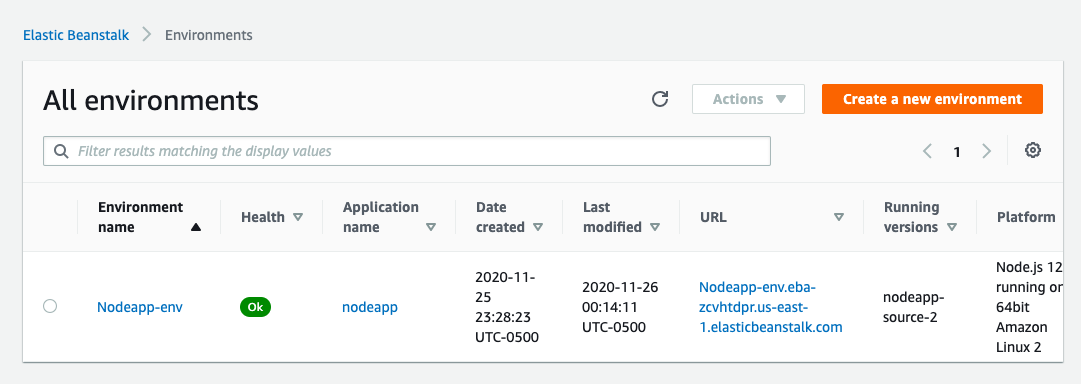 Elastic Beanstalk > Environments
All environments
Actions
Create a new environment
Filter results matching the display values
1
Environment name
Health
Application name
Date created
Last modified
URL
Running versions
Platform
Nodeapp-env
Ok
nodeapp
2020-11-
25
23:28:23
UTC-0500
2020-11-26
00:14:11
UTC-0500
Nodeapp-env.eba-
zcvhtdpr.us-east-
1.elasticbeanstalk.com
nodeapp-
source-2
Node.js 12
running on
64bit
Amazon
Linux 2